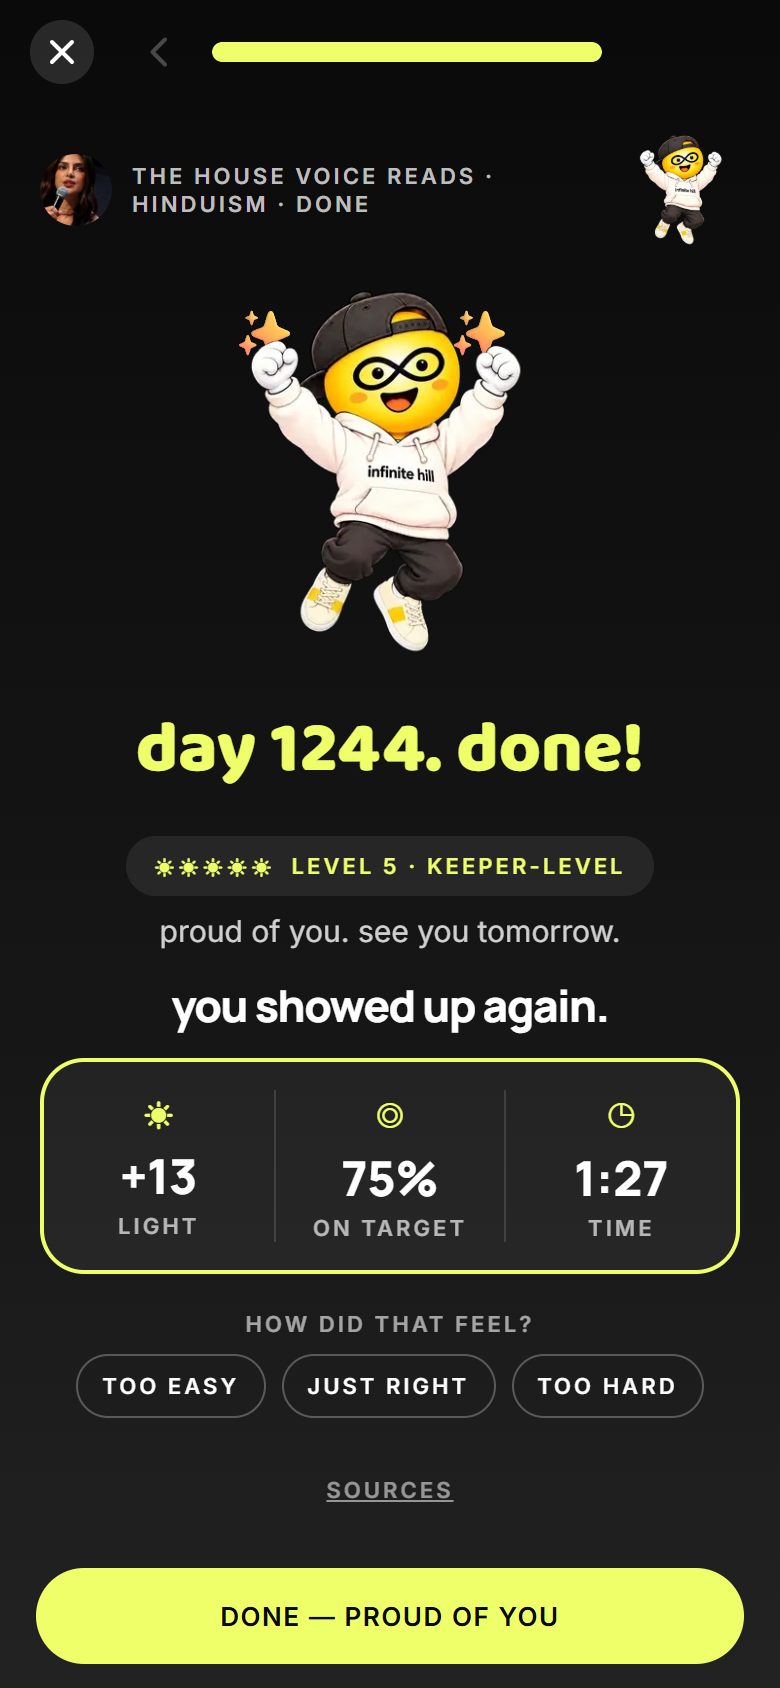 THE HOUSE VOICE READS ·
HINDUISM · DONE
infinite hill
infinite hill
day 1244. done!
LEVEL 5 · KEEPER-LEVEL
proud of you. see you tomorrow.
you showed up again.
+13
LIGHT
75%
ON TARGET
1:27
TIME
HOW DID THAT FEEL?
TOO EASY
JUST RIGHT
TOO HARD
SOURCES
DONE — PROUD OF YOU